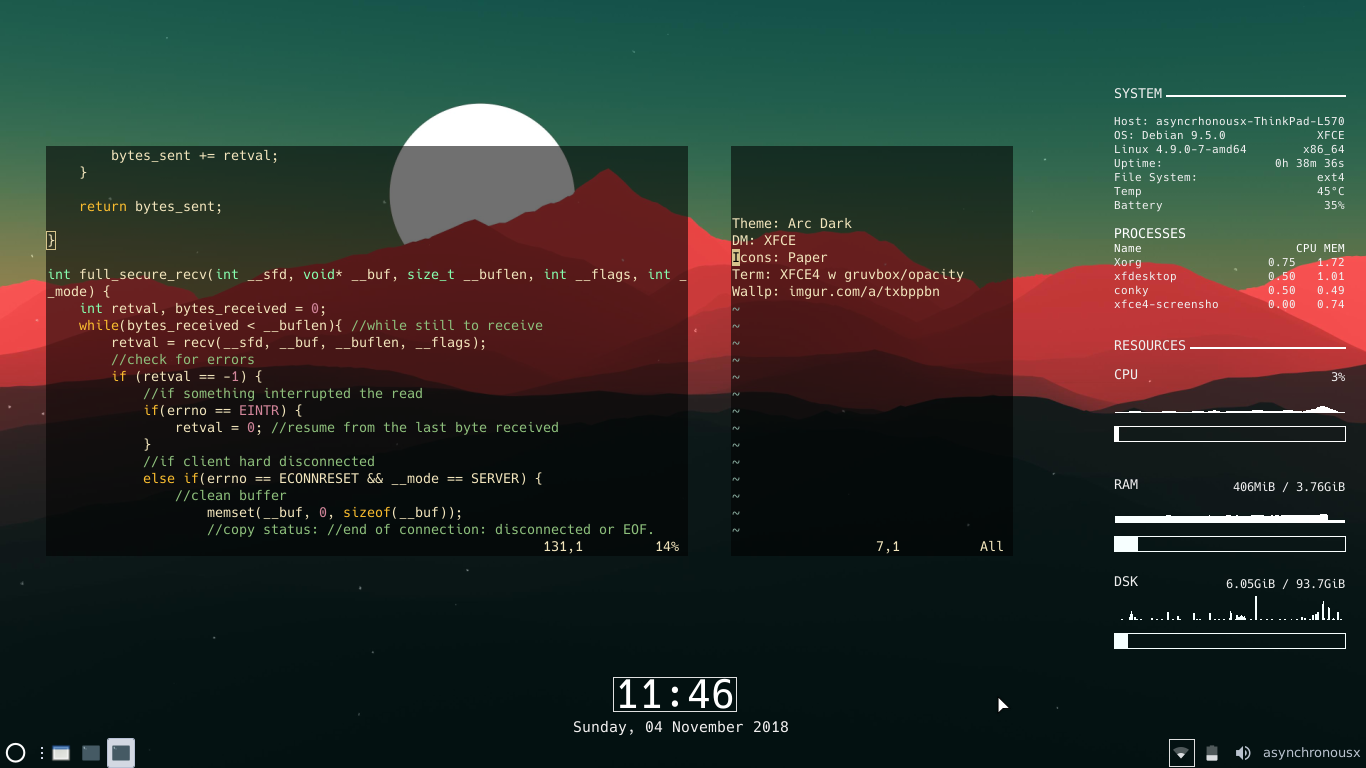 bytes_sent += retval;
}
return bytes_sent;
}
int full_secure_recv(int __sfd, void* __buf, size_t __buflen, int __flags, int _
_mode) {
int retval, bytes_received = 0;
while(bytes_received < __buflen){ //while still to receive
retval = recv(__sfd, __buf, __buflen, __flags);
//check for errors
if (retval == -1) {
//if something interrupted the read
if(errno == EINTR) {
retval = 0; //resume from the last byte received
}
//if client hard disconnected
else if(errno == ECONNRESET && __mode == SERVER) {
//clean buffer
memset(__buf, 0, sizeof(__buf));
//copy status: //end of connection: disconnected or EOF.
131,1 14%
Theme: Arc Dark
DM: XFCE
Icons: Paper
Term: XFCE4 w gruvbox/opacity
Wallp: imgur.com/a/txbppbn
~
~
~
~
~
~
~
~
~
~
~
~
~
~
7,1 All
SYSTEM
Host: asyncrhonousx-ThinkPad-L570
OS: Debian 9.5.0 XFCE
Linux 4.9.0-7-amd64 x86_64
Uptime: 0h 38m 36s
File System: ext4
Temp 45°C
Battery 35%
PROCESSES
Name CPU MEM
Xorg 0.75 1.72
xfdesktop 0.50 1.01
conky 0.50 0.49
xfce4-screensho 0.00 0.74
RESOURCES
CPU 3%
RAM 406MiB / 3.76GiB
DSK 6.05GiB / 93.7GiB
11:46
Sunday, 04 November 2018
asynchronousx